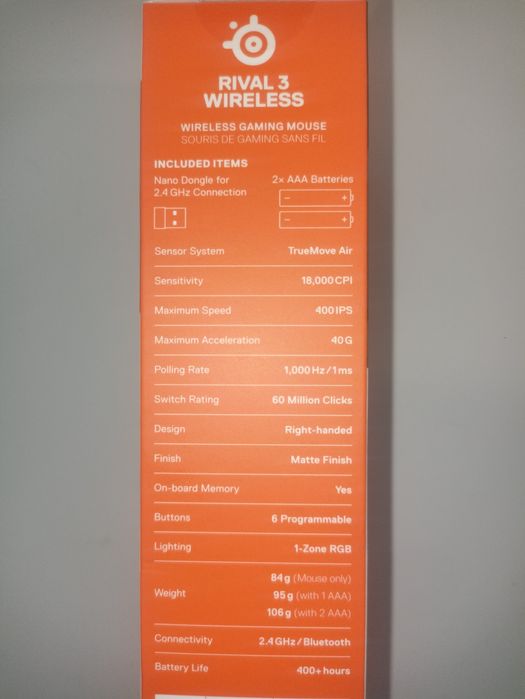 RIVAL 3
WIRELESS
WIRELESS GAMING MOUSE
SOURIS DE GAMING SANS FIL
INCLUDED ITEMS
Nano Dongle for 2x AAA Batteries
2.4 GHz Connection
Sensor System TrueMove Air
Sensitivity 18,000 CPI
Maximum Speed 400 IPS
Maximum Acceleration 40 G
Polling Rate 1,000 Hz / 1 ms
Switch Rating 60 Million Clicks
Design Right-handed
Finish Matte Finish
On-board Memory Yes
Buttons 6 Programmable
Lighting 1-Zone RGB
Weight 84 g (Mouse only)
95 g (with 1 AAA)
106 g (with 2 AAA)
Connectivity 2.4 GHz / Bluetooth
Battery Life 400+ hours